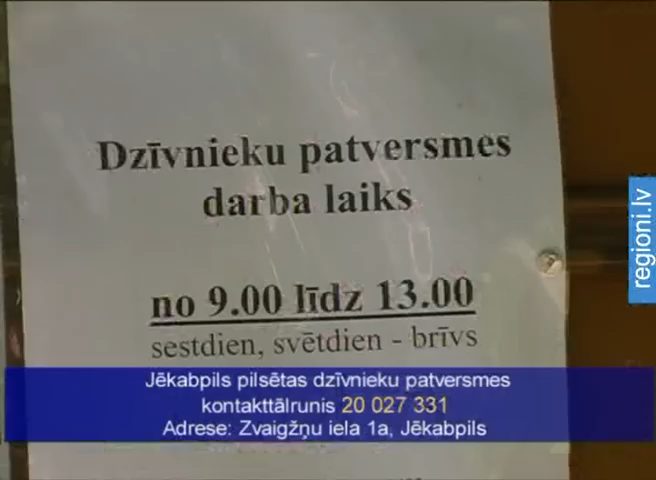 Dzīvnieku patversmes
darba laiks
no 9.00 līdz 13.00
sestdien, svētdien - brīvs
Jēkabpils pilsētas dzīvnieku patversmes
kontakttālrunis 20 027 331
Adrese: Zvaigžņu iela 1a, Jēkabpils
regioni.lv